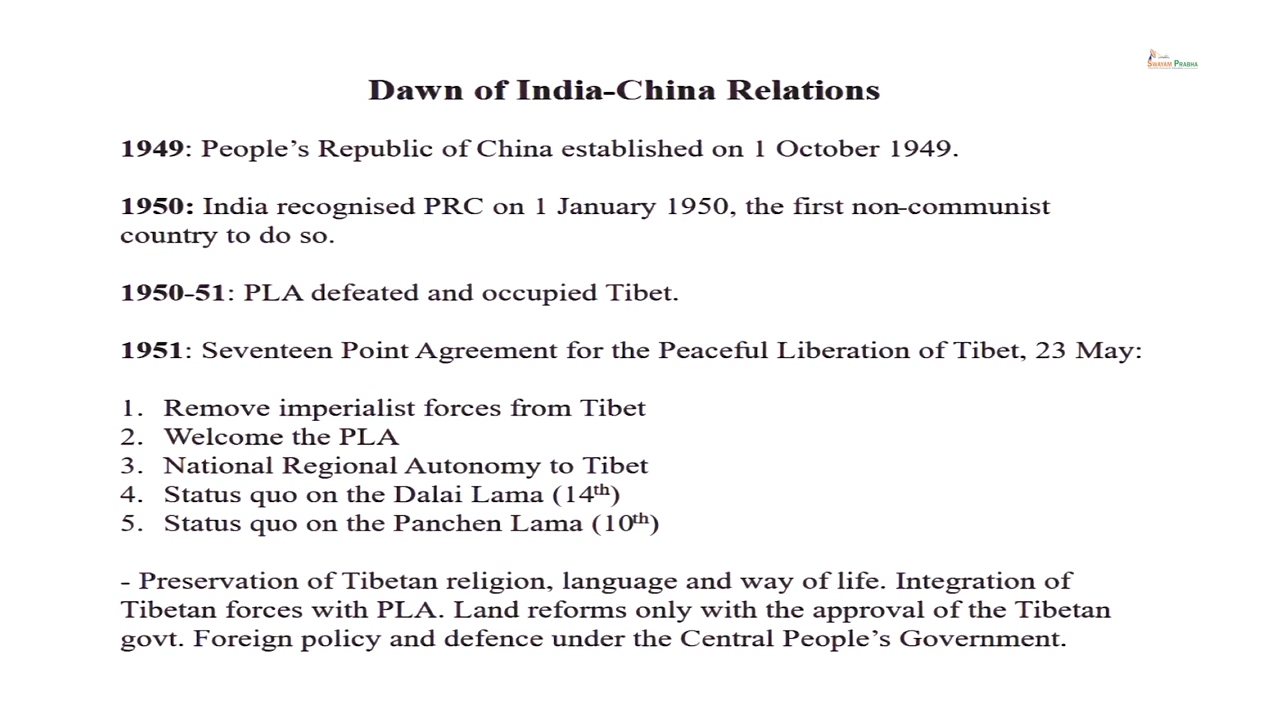 SWAYAM PRABHA
Dawn of India-China Relations
1949: People's Republic of China established on 1 October 1949.
1950: India recognised PRC on 1 January 1950, the first non-communist
country to do so.
1950-51: PLA defeated and occupied Tibet.
1951: Seventeen Point Agreement for the Peaceful Liberation of Tibet, 23 May:
1. Remove imperialist forces from Tibet
2. Welcome the PLA
3. National Regional Autonomy to Tibet
4. Status quo on the Dalai Lama (14th)
5. Status quo on the Panchen Lama (10th)
- Preservation of Tibetan religion, language and way of life. Integration of
Tibetan forces with PLA. Land reforms only with the approval of the Tibetan
govt. Foreign policy and defence under the Central People's Government.